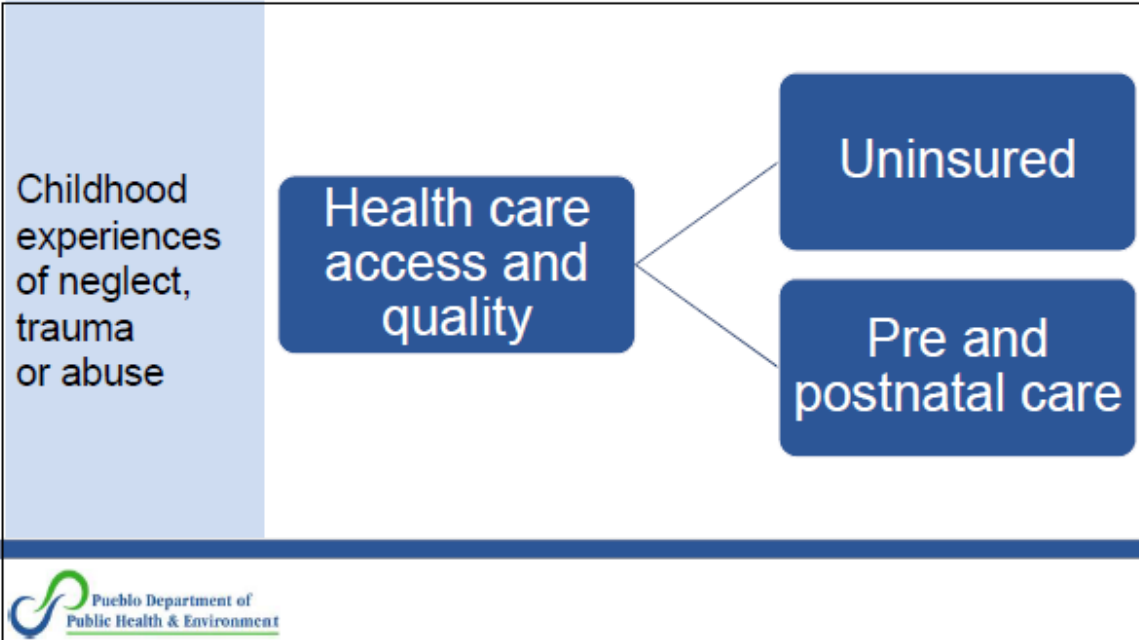 Childhood
experiences
of neglect,
trauma
or abuse
Health care
access and
quality
Uninsured
Pre and
postnatal care
Pueblo Department of
Public Health & Environment